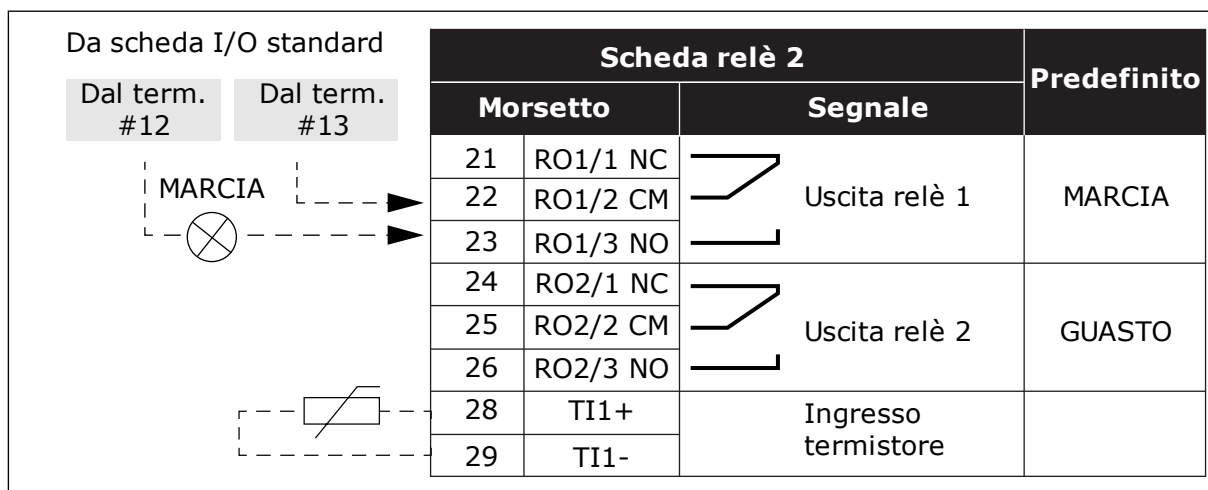 Da scheda I/O standard
Dal term.
#12
Dal term.
#13
MARCIA
Scheda relè 2
Predefinito
Morsetto
Segnale
21 RO1/1 NC
22 RO1/2 CM Uscita relè 1 MARCIA
23 RO1/3 NO
24 RO2/1 NC
25 RO2/2 CM Uscita relè 2 GUASTO
26 RO2/3 NO
28 TI1+ Ingresso
29 TI1- termistore